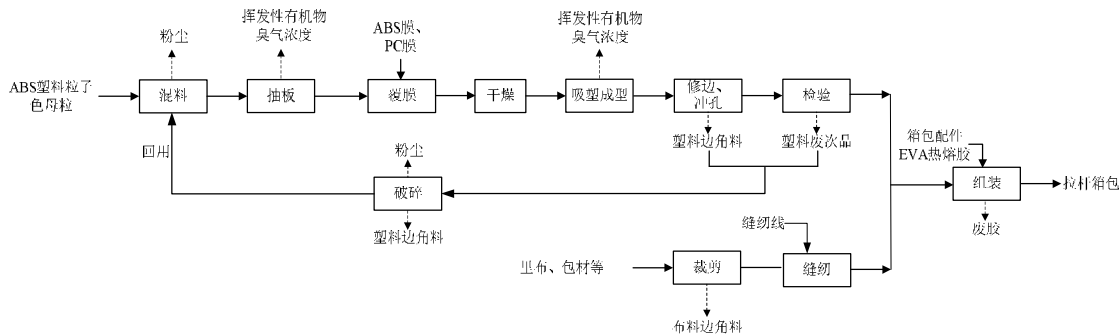 粉尘
挥发性有机物
臭气浓度
ABS膜、
PC膜
挥发性有机物
臭气浓度
ABS塑料粒子
色母粒
混料
抽板
覆膜
干燥
吸塑成型
修边、
冲孔
检验
塑料边角料
塑料废次品
回用
粉尘
破碎
塑料边角料
箱包配件
EVA热熔胶
组装
拉杆箱包
废胶
缝纫线
里布、包材等
裁剪
缝纫
布料边角料